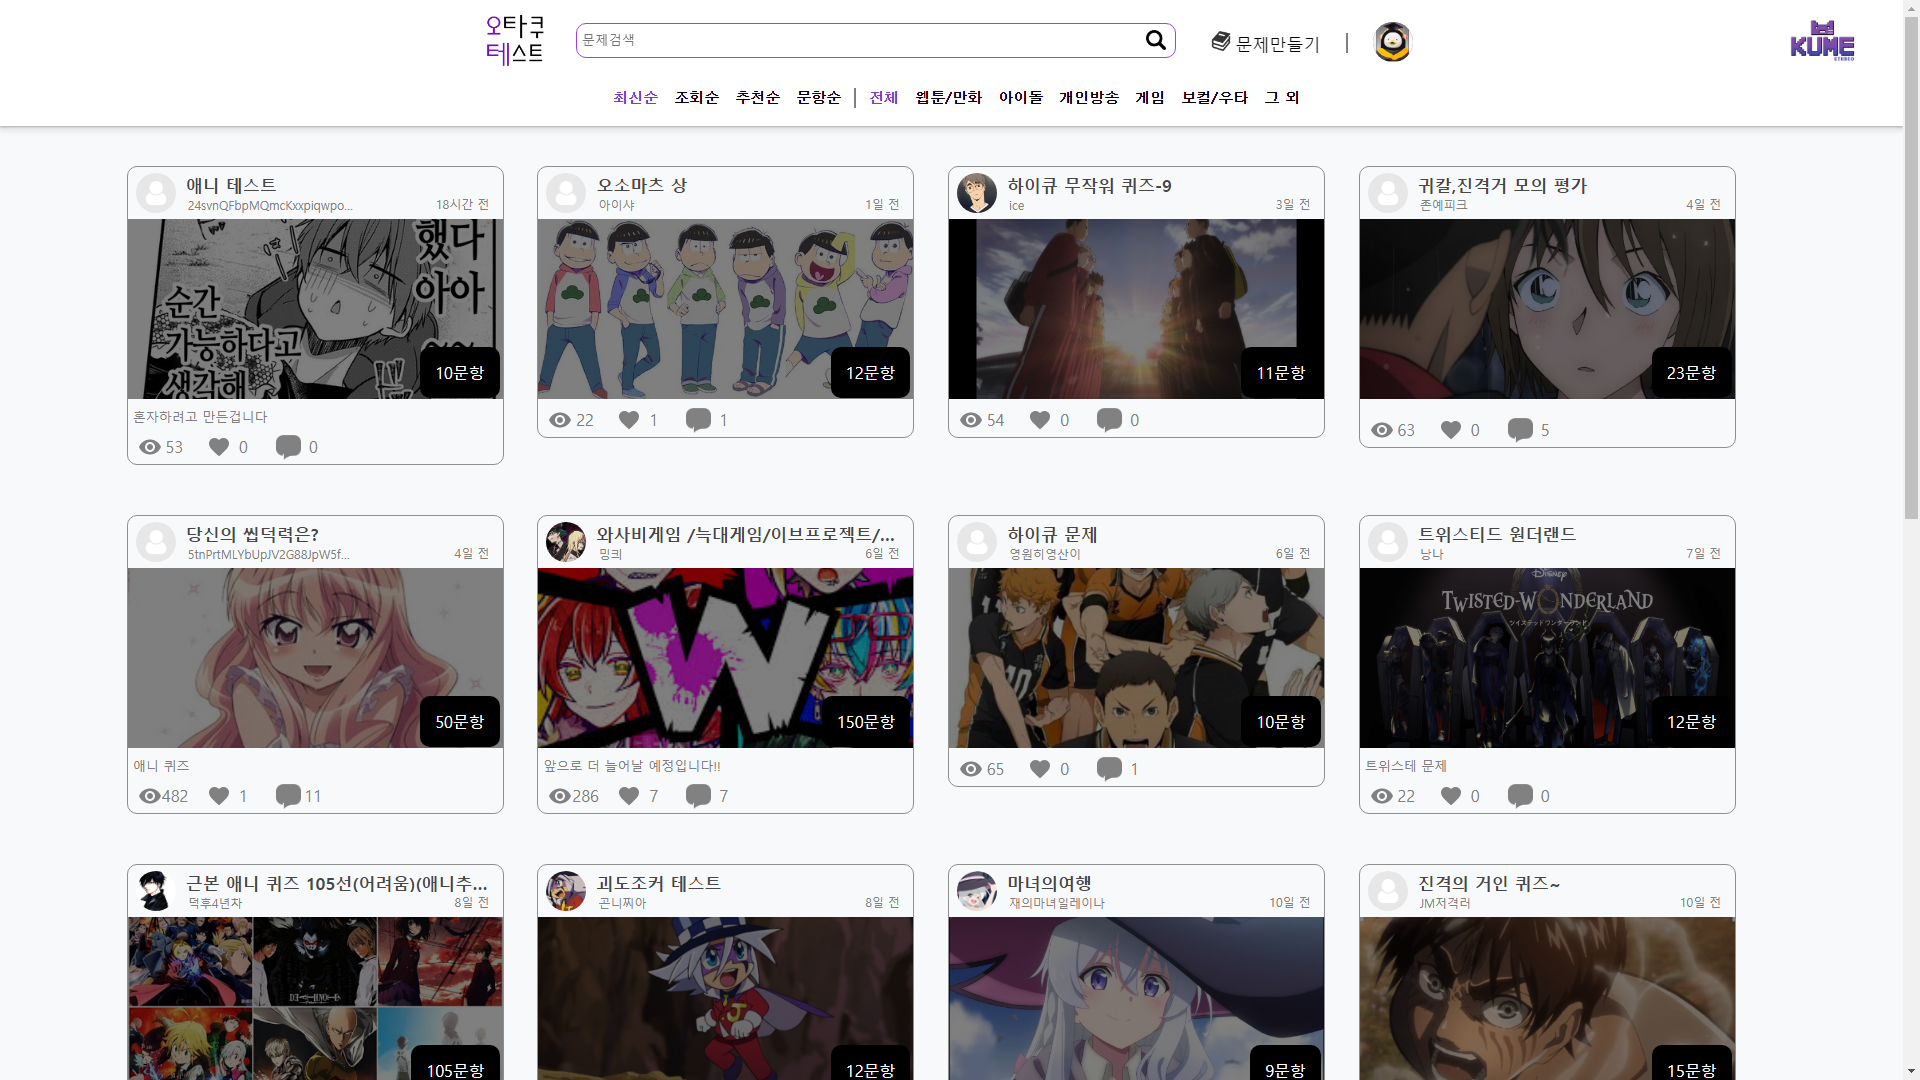 오타쿠
테스트
문제검색
문제만들기
KUME
STUDIO
최신순 조회순 추천순 문항순 | 전체 웹툰/만화 아이돌 개인방송 게임 보컬/우타 그 외
애니 테스트
24svnQFbpMQmcKxxpiqwpo...
18시간 전
했다
아아
순간
가능하다고
생각해
10문항
혼자하려고 만든겁니다
53 0 0
오소마츠 상
아이샤
1일 전
12문항
22 1 1
하이큐 무작워 퀴즈-9
ice
3일 전
11문항
54 0 0
귀칼,진격거 모의 평가
존예피크
4일 전
23문항
63 0 5
당신의 씹덕력은?
5tnPrtMLYbUpJV2G88JpW5f...
4일 전
50문항
애니 퀴즈
482 1 11
와사비게임 /늑대게임/이브프로젝트/...
밍킈
6일 전
W
150문항
앞으로 더 늘어날 예정입니다!!
286 7 7
하이큐 문제
영원히영산이
6일 전
10문항
65 0 1
트위스티드 원더랜드
낭나
7일 전
Disney
TWISTED-WONDERLAND
ツイステッドワンダーランド
12문항
트위스테 문제
22 0 0
근본 애니 퀴즈 105선(어려움)(애니추...
덕후4년차
8일 전
DEATH NOTE
105문항
괴도조커 테스트
곤니찌아
8일 전
12문항
마녀의여행
재의마녀일레이나
10일 전
9문항
진격의 거인 퀴즈~
JM저격러
10일 전
15문항